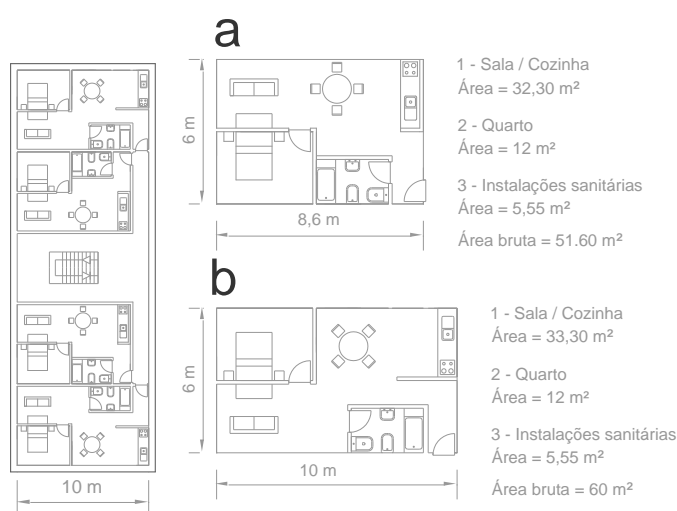 a
1 - Sala / Cozinha
Área = 32,30 m²
2 - Quarto
Área = 12 m²
3 - Instalações sanitárias
Área = 5,55 m²
Área bruta = 51.60 m²
6 m
8,6 m
b
1 - Sala / Cozinha
Área = 33,30 m²
2 - Quarto
Área = 12 m²
3 - Instalações sanitárias
Área = 5,55 m²
Área bruta = 60 m²
6 m
10 m
10 m